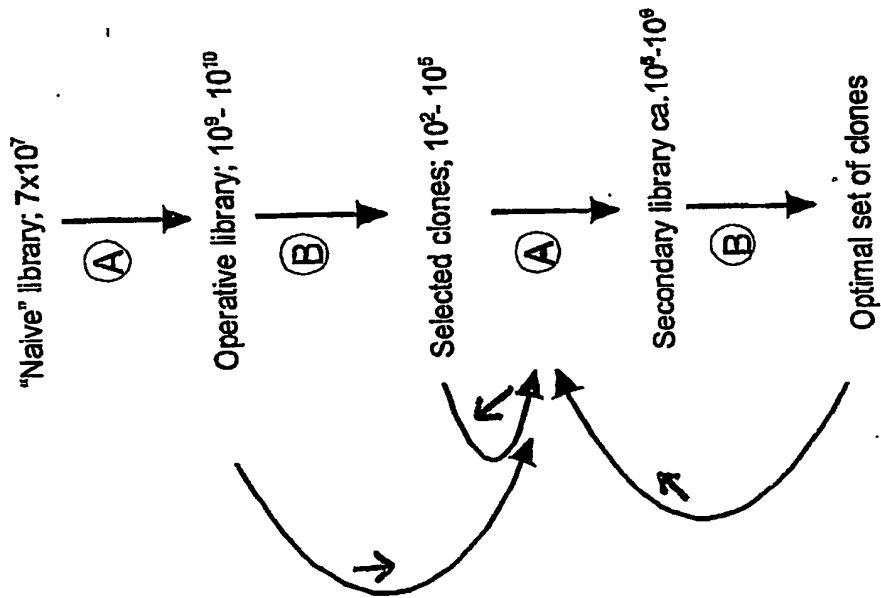 "Naive" library; 7x10⁷
A
Operative library; 10⁹- 10¹⁰
B
Selected clones; 10²- 10⁵
A
Secondary library ca.10⁵-10⁶
B
Optimal set of clones